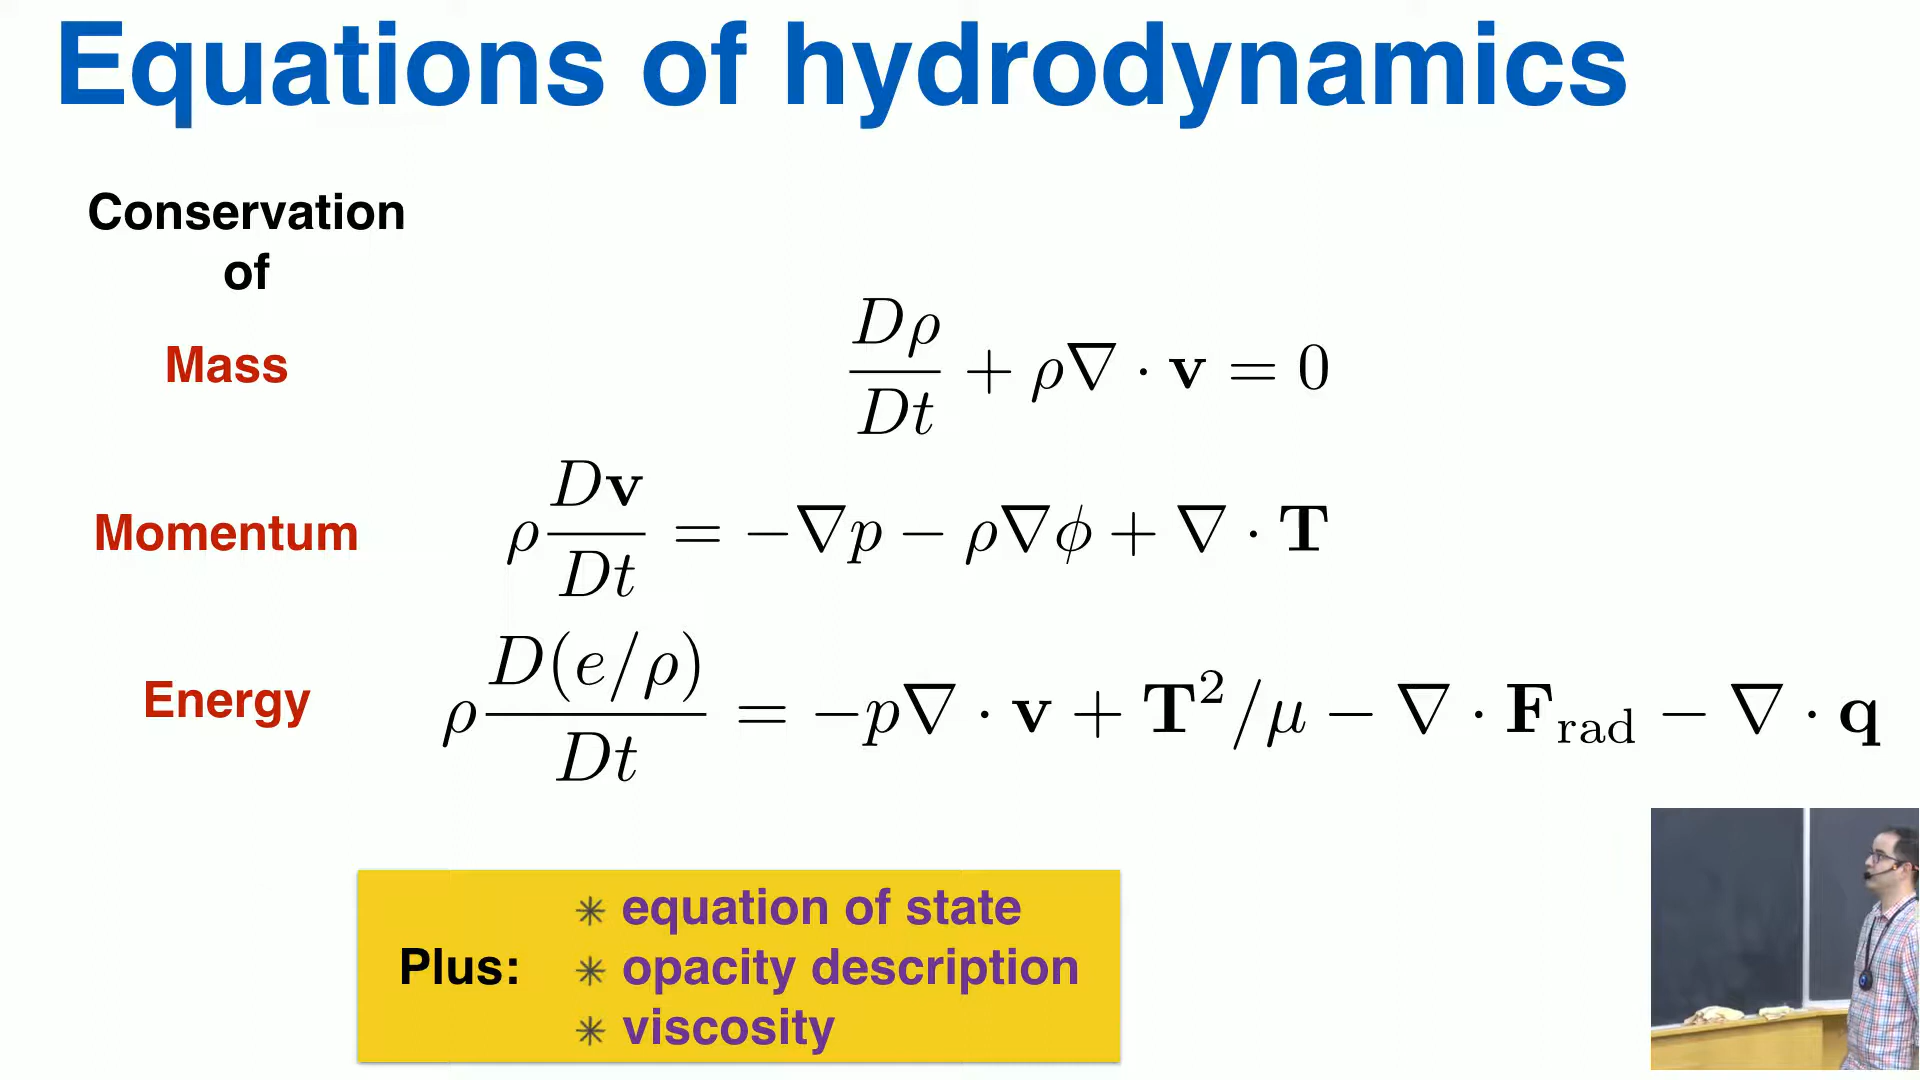 Equations of hydrodynamics
Conservation
of
Mass
Dρ/Dt + ρ∇ · v = 0
Momentum
ρ Dv/Dt = −∇p − ρ∇ϕ + ∇ · T
Energy
ρ D(e/ρ)/Dt = −p∇ · v + T²/μ − ∇ · F_rad − ∇ · q
Plus:
✳ equation of state
✳ opacity description
✳ viscosity